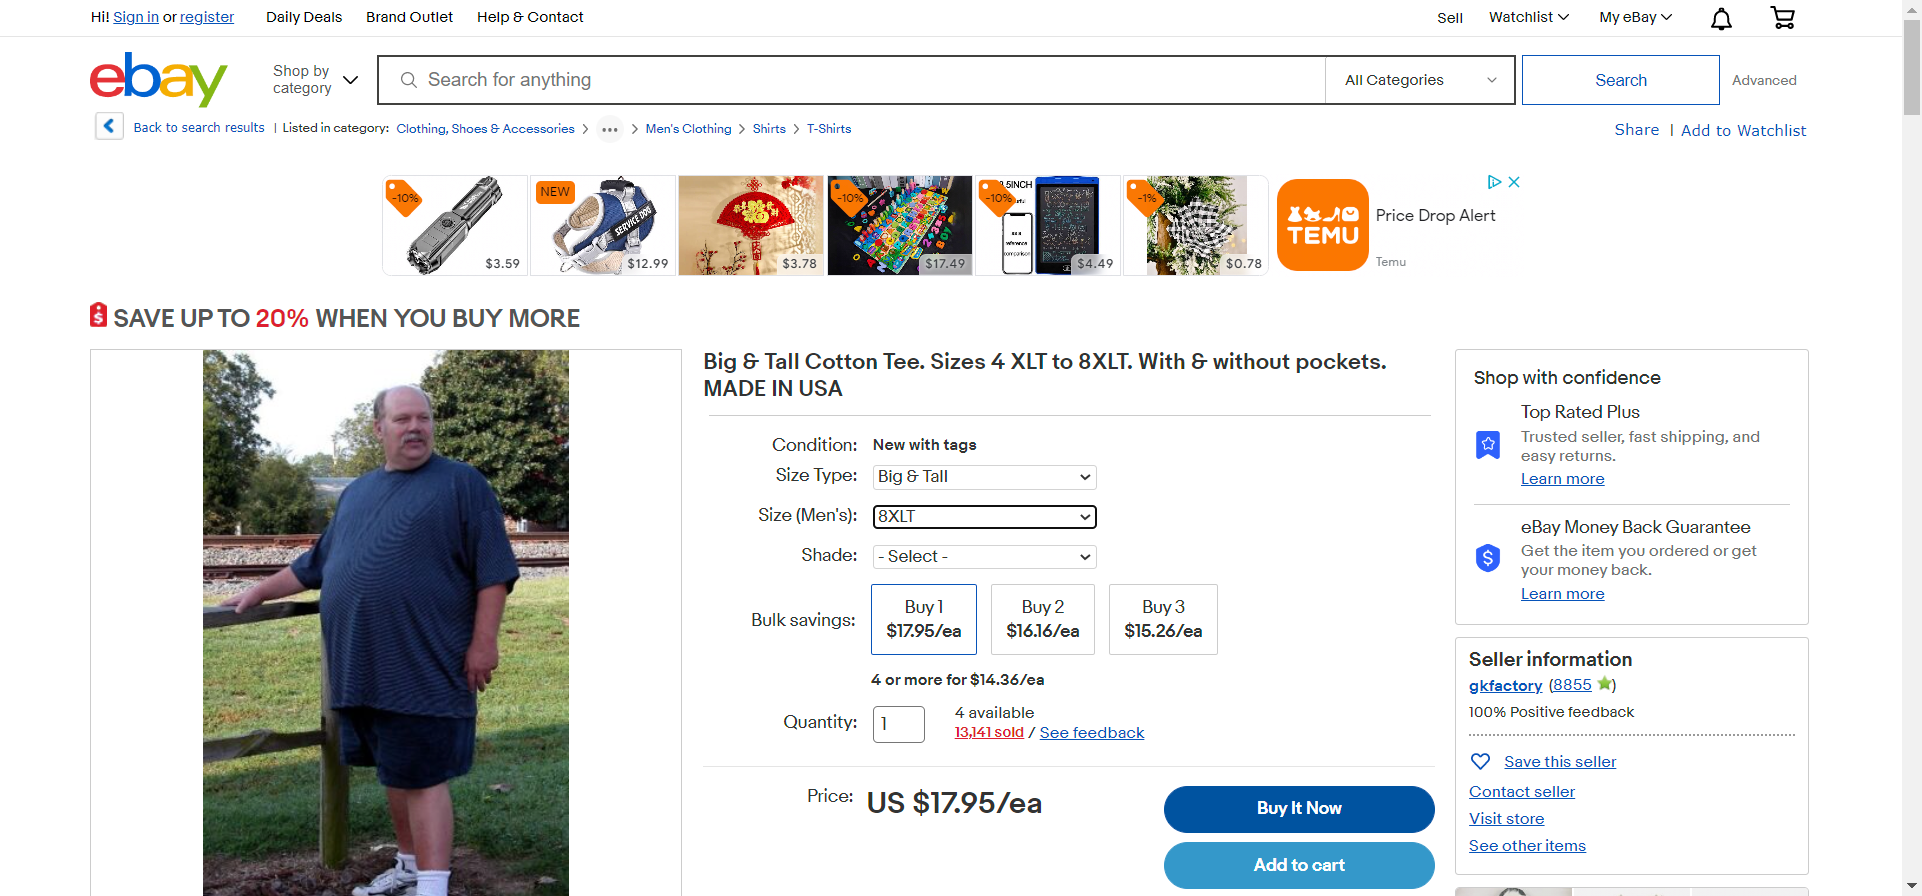 Hi! Sign in or register Daily Deals Brand Outlet Help & Contact Sell Watchlist My eBay
ebay Shop by category Search for anything All Categories Search Advanced
Back to search results | Listed in category: Clothing, Shoes & Accessories > ... > Men's Clothing > Shirts > T-Shirts Share | Add to Watchlist
-10% $3.59
NEW SERVICE DOG $12.99
$3.78
-10% $17.49
-10% .5INCH reference comparison $4.49
-1% $0.78
TEMU
Price Drop Alert
Temu
SAVE UP TO 20% WHEN YOU BUY MORE
Big & Tall Cotton Tee. Sizes 4 XLT to 8XLT. With & without pockets.
MADE IN USA
Condition: New with tags
Size Type: Big & Tall
Size (Men's): 8XLT
Shade: - Select -
Bulk savings:
Buy 1
$17.95/ea
Buy 2
$16.16/ea
Buy 3
$15.26/ea
4 or more for $14.36/ea
Quantity: 1
4 available
13,141 sold / See feedback
Price: US $17.95/ea
Buy It Now
Add to cart
Shop with confidence
Top Rated Plus
Trusted seller, fast shipping, and
easy returns.
Learn more
eBay Money Back Guarantee
Get the item you ordered or get
your money back.
Learn more
Seller information
gkfactory (8855)
100% Positive feedback
Save this seller
Contact seller
Visit store
See other items